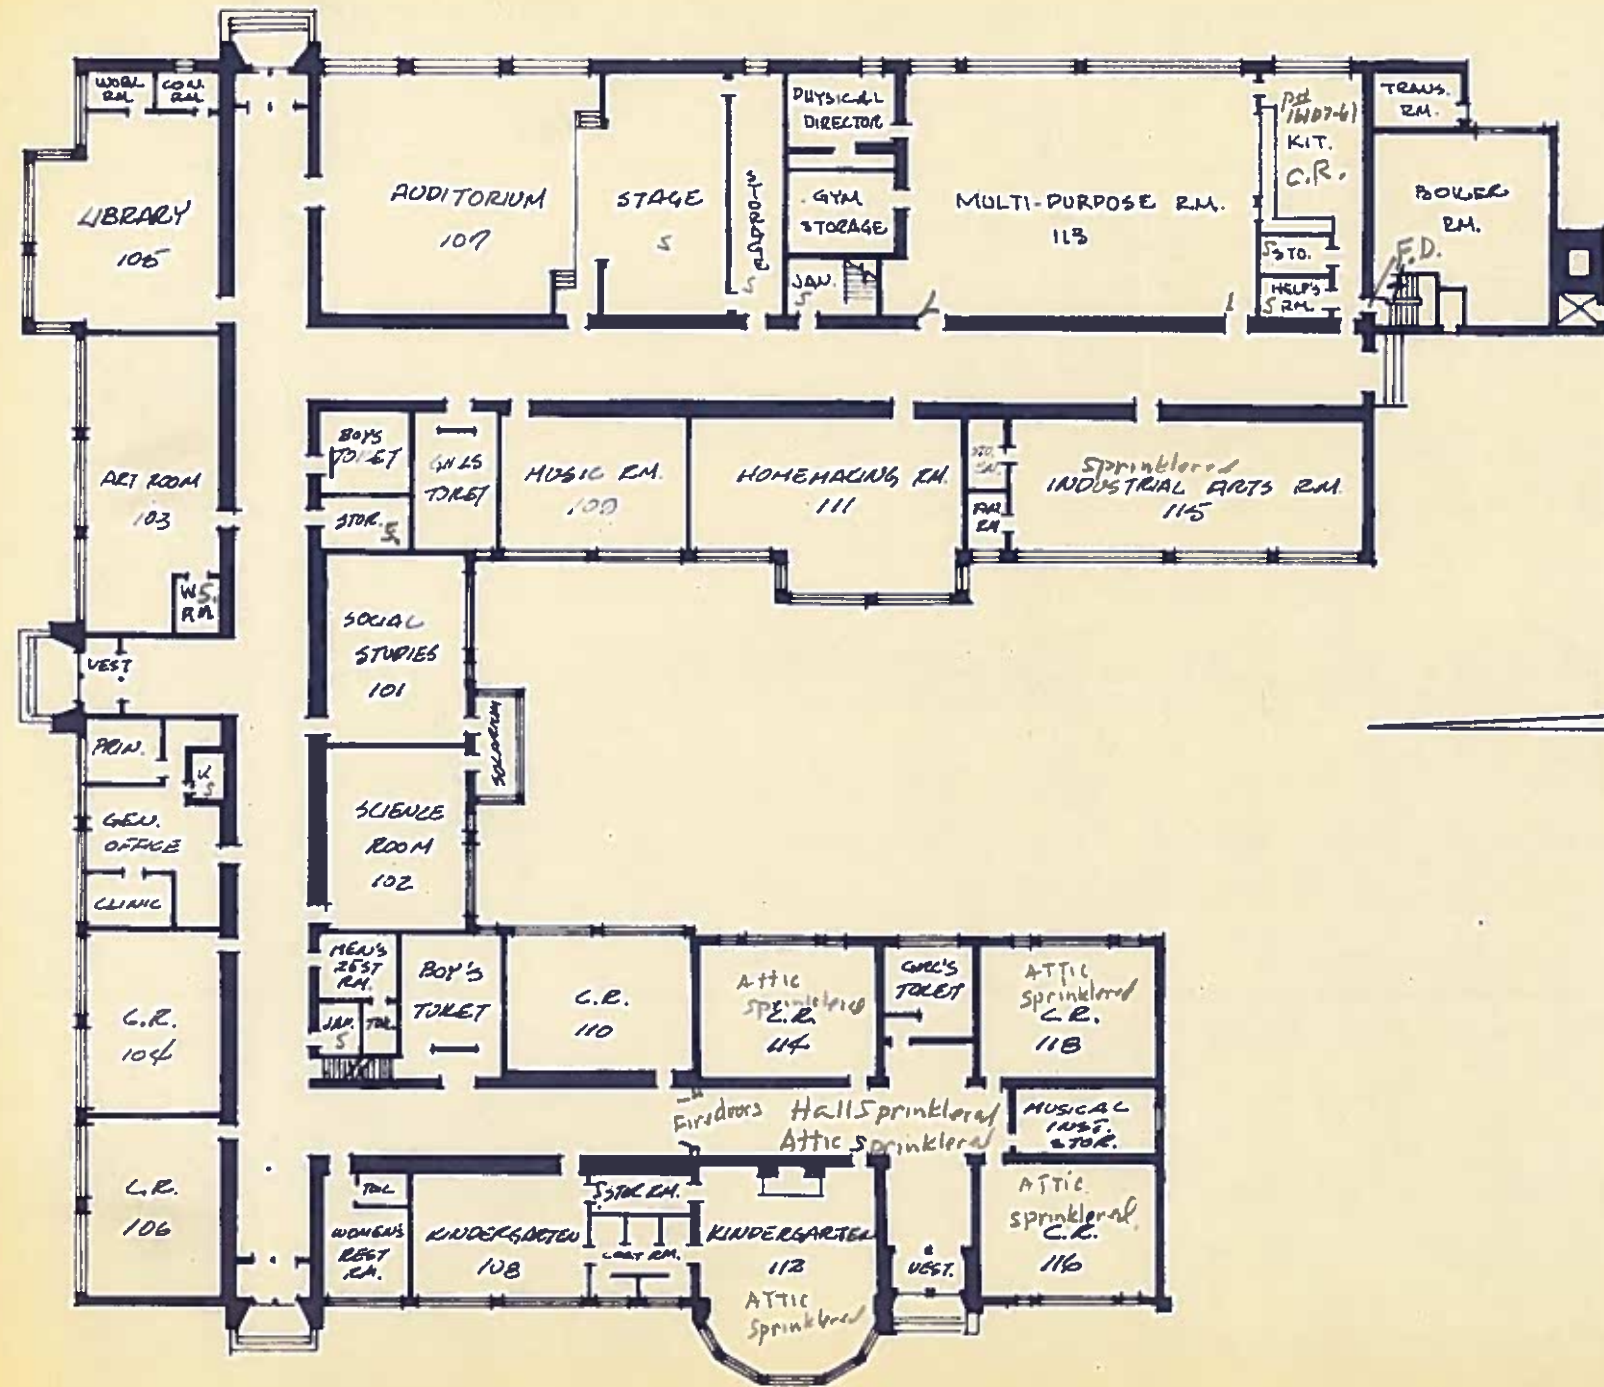 WORK
RM.
CON.
RM.
LIBRARY
105
AUDITORIUM
107
STAGE
S
STORAGE
S
PHYSICAL
DIRECTOR
GYM
STORAGE
JAN.
S
MULTI-PURPOSE RM.
113
KIT.
C.R.
S STO.
HELP'S
S RM.
TRANS.
RM.
BOILER
RM.
F.D.
ART ROOM
103
W.S.
RM
BOYS
TOILET
STOR.
S.
GIRLS
TOILET
MUSIC RM.
109
HOMEMAKING RM.
111
STO.
RM.
Sprinklered
INDUSTRIAL ARTS RM.
115
SOCIAL
STUDIES
101
SOLARIUM
VEST.
PRIN.
S
GEN.
OFFICE
CLINIC
SCIENCE
ROOM
102
MEN'S
REST
RM.
JAN.
S
TOL.
BOY'S
TOILET
C.R.
110
Attic
Sprinklered
C.R.
114
GIRL'S
TOILET
ATTIC
Sprinklered
C.R.
118
C.R.
104
Firedoors
Hall Sprinklered
Attic Sprinklered
MUSICAL
INST.
STOR.
C.R.
106
TOL
WOMENS
REST
RM.
KINDERGARTEN
108
S STOR RM.
COAT RM.
KINDERGARTEN
112
ATTIC
Sprinklered
VEST.
ATTIC
sprinklered
C.R.
116